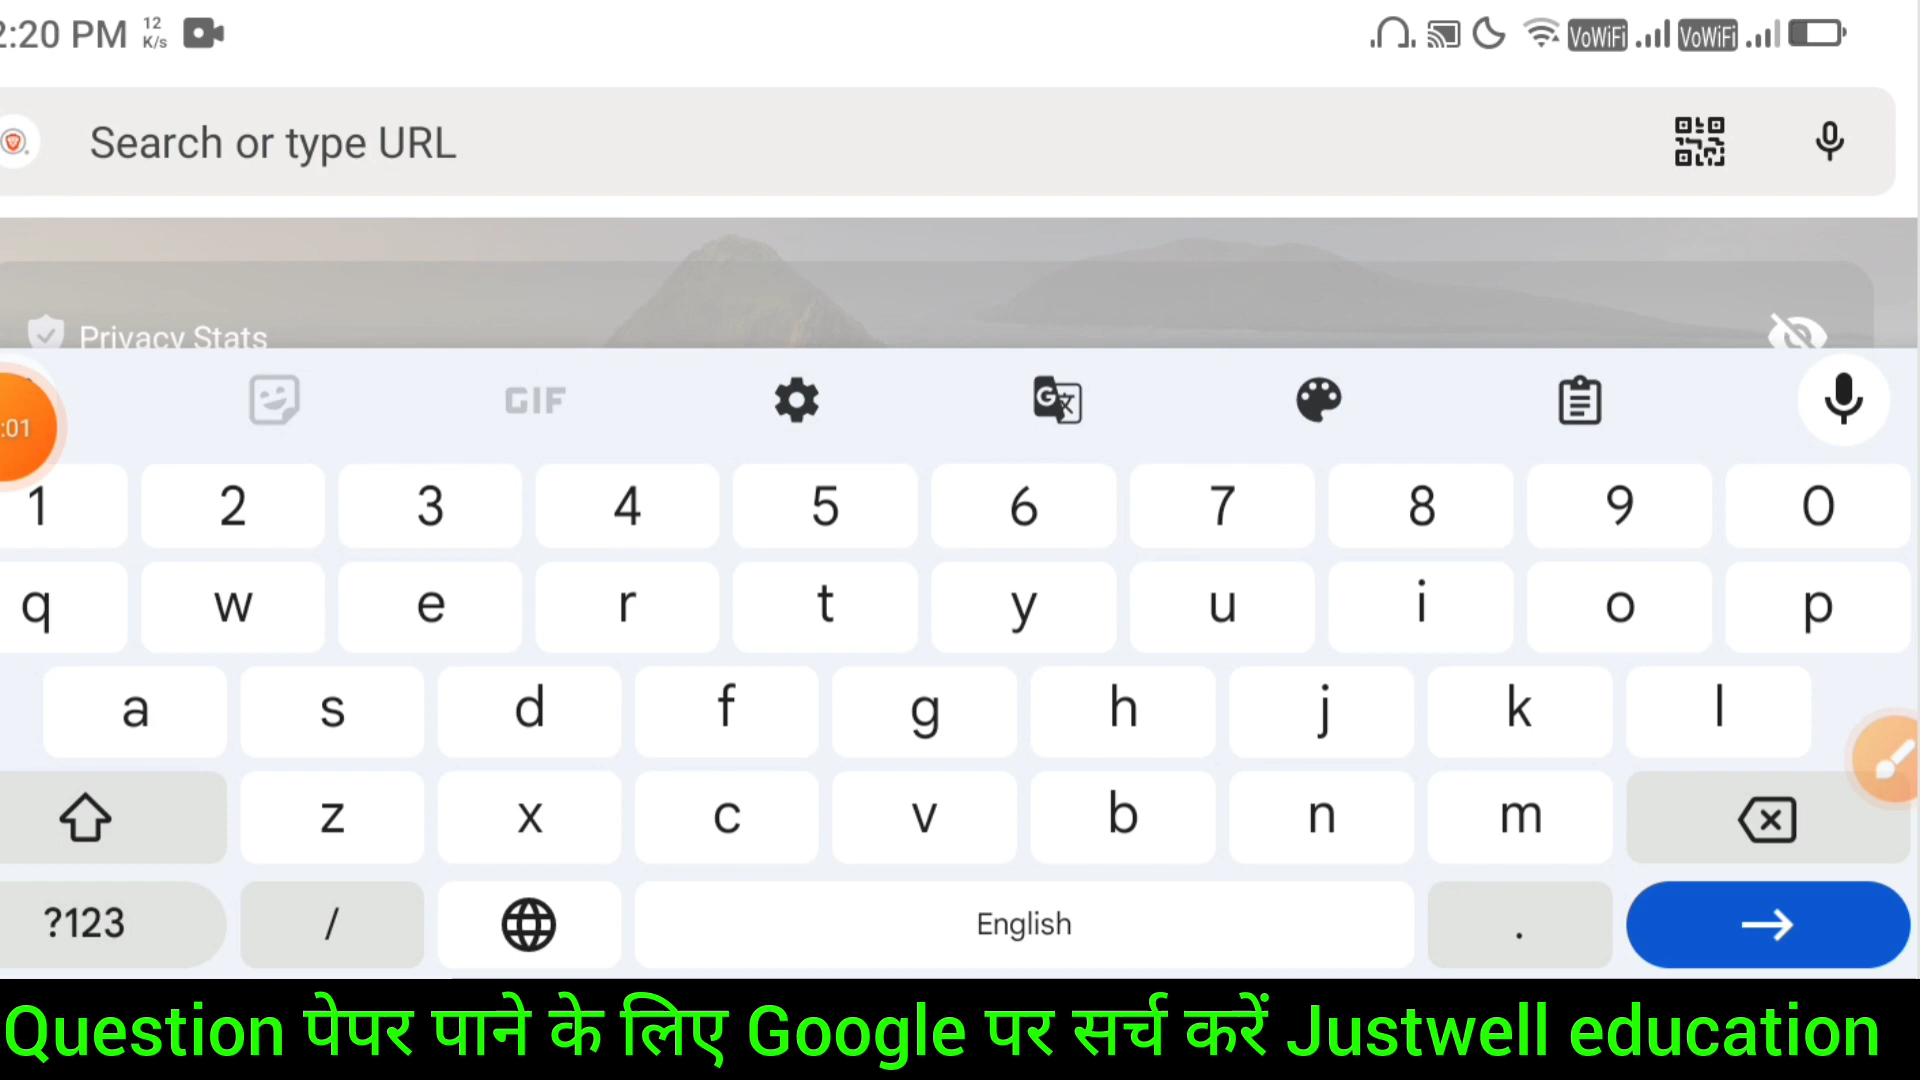 2:20 PM 12 K/s VoWiFi VoWiFi
Search or type URL
Privacy Stats
GIF
:01
1 2 3 4 5 6 7 8 9 0
q w e r t y u i o p
a s d f g h j k l
z x c v b n m
?123 / English .
Question पेपर पाने के लिए Google पर सर्च करें Justwell education